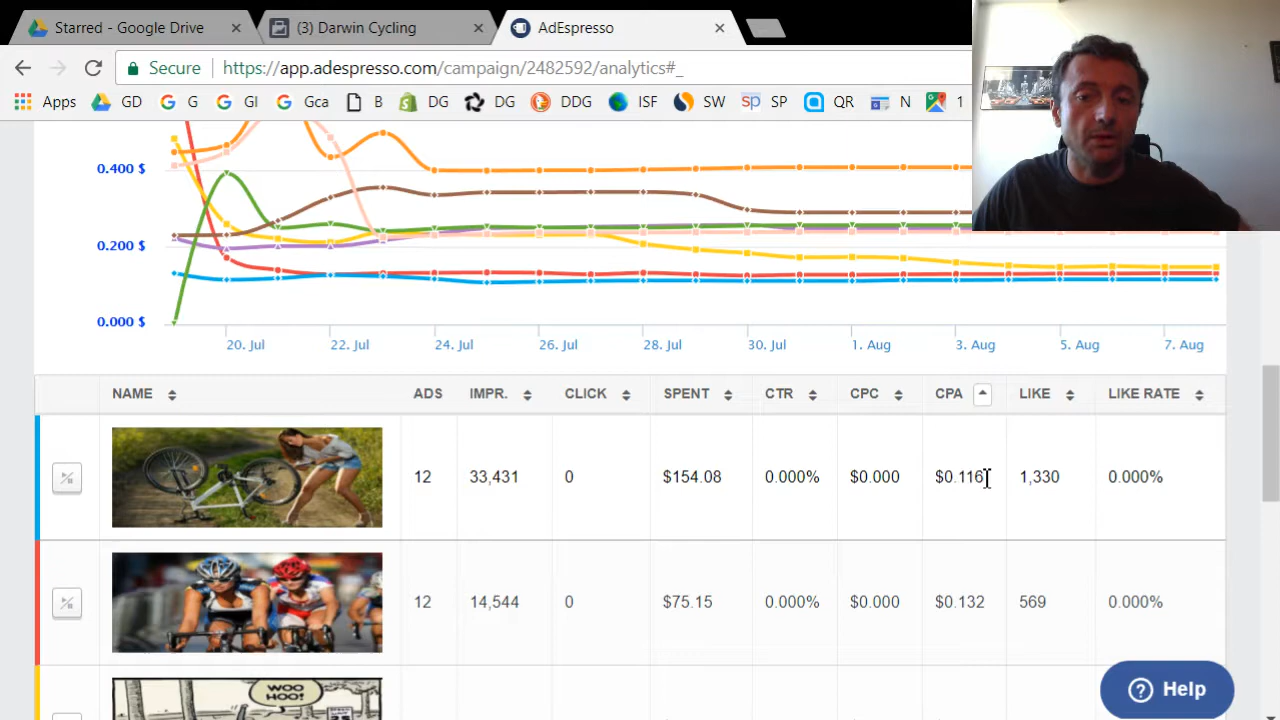 Starred - Google Drive × (3) Darwin Cycling × AdEspresso ×
Secure https://app.adespresso.com/campaign/2482592/analytics#_
Apps GD G GI Gca B DG DG DDG ISF SW sp SP QR N 1
0.400 $
0.200 $
0.000 $
20. Jul 22. Jul 24. Jul 26. Jul 28. Jul 30. Jul 1. Aug 3. Aug 5. Aug 7. Aug
NAME ADS IMPR. CLICK SPENT CTR CPC CPA LIKE LIKE RATE
12 33,431 0 $154.08 0.000% $0.000 $0.116 1,330 0.000%
12 14,544 0 $75.15 0.000% $0.000 $0.132 569 0.000%
WOO
HOO!
Help